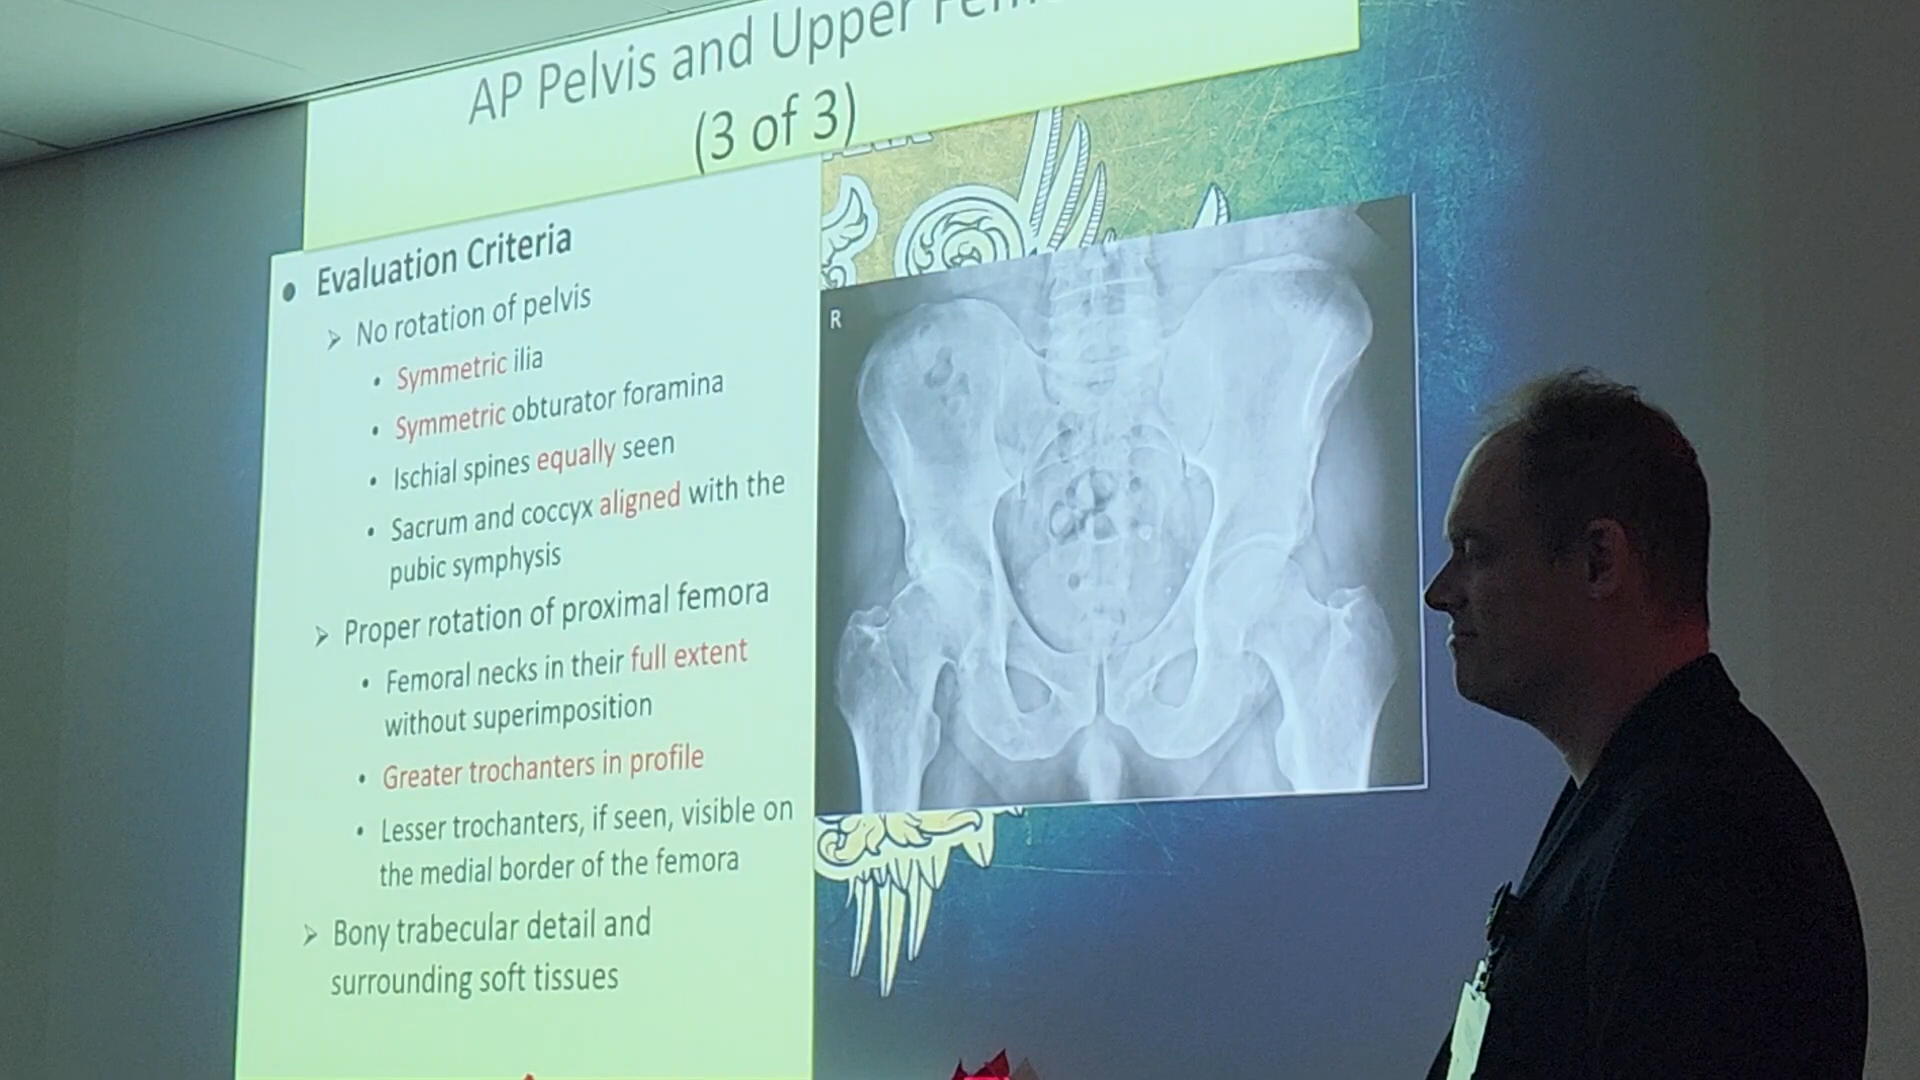 AP Pelvis and Upper
(3 of 3)
• Evaluation Criteria
➢ No rotation of pelvis
• Symmetric ilia
• Symmetric obturator foramina
• Ischial spines equally seen
• Sacrum and coccyx aligned with the
pubic symphysis
➢ Proper rotation of proximal femora
• Femoral necks in their full extent
without superimposition
• Greater trochanters in profile
• Lesser trochanters, if seen, visible on
the medial border of the femora
➢ Bony trabecular detail and
surrounding soft tissues
R